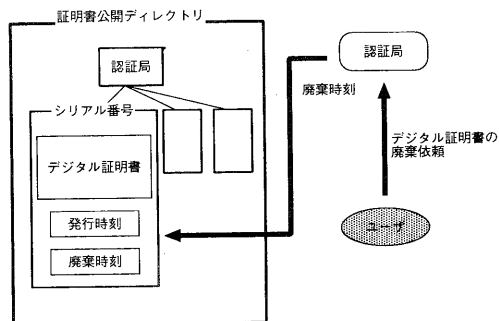 証明書公開ディレクトリ
認証局
シリアル番号
デジタル証明書
発行時刻
廃棄時刻
認証局
廃棄時刻
デジタル証明書の
廃棄依頼
ユーザ